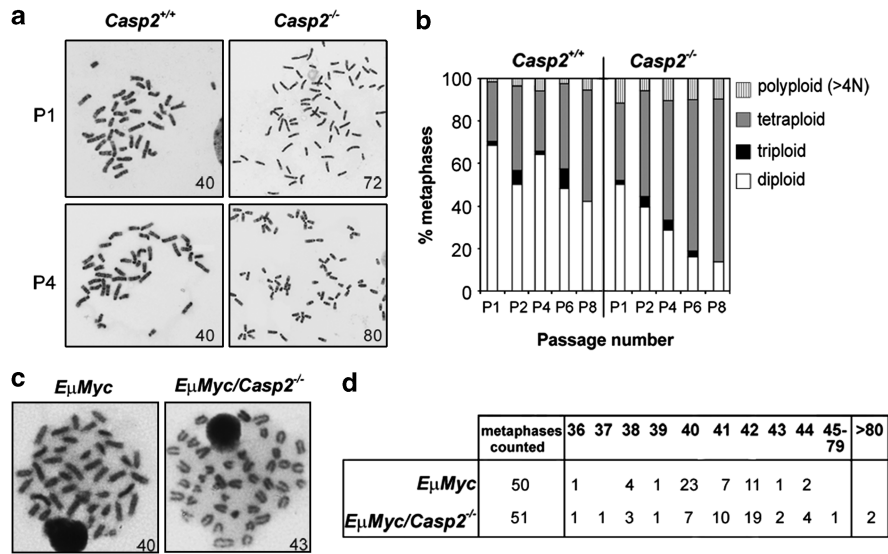 a
Casp2+/+ Casp2-/-
P1
40
72
P4
40
80
b
Casp2+/+ Casp2-/-
% metaphases
100
80
60
40
20
0
P1 P2 P4 P6 P8 P1 P2 P4 P6 P8
Passage number
polyploid (>4N)
tetraploid
triploid
diploid
c
EμMyc EμMyc/Casp2-/-
40
43
d
metaphases counted 36 37 38 39 40 41 42 43 44 45-79 >80
EμMyc 50 1 4 1 23 7 11 1 2
EμMyc/Casp2-/- 51 1 1 3 1 7 10 19 2 4 1 2